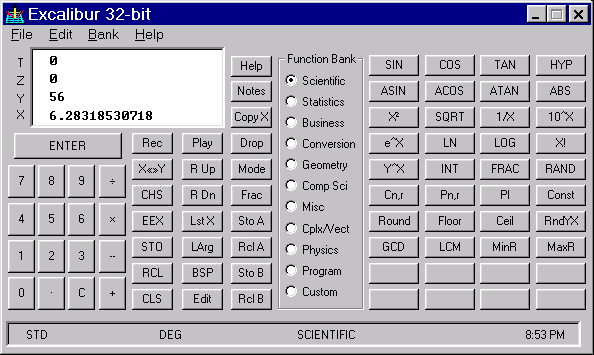 Excalibur 32-bit
File Edit Bank Help
T 0
Z 0
Y 56
X 6.28318530718
ENTER
7 8 9 ÷
4 5 6 ×
1 2 3 --
0 · C +
Rec Play Drop
X«»Y R Up Mode
CHS R Dn Frac
EEX Lst X Sto A
STO LArg Rcl A
RCL BSP Sto B
CLS Edit Rcl B
Help
Notes
Copy X
Function Bank
Scientific
Statistics
Business
Conversion
Geometry
Comp Sci
Misc
Cplx/Vect
Physics
Program
Custom
SIN COS TAN HYP
ASIN ACOS ATAN ABS
X² SQRT 1/X 10^X
e^X LN LOG X!
Y^X INT FRAC RAND
Cn,r Pn,r PI Const
Round Floor Ceil RndYX
GCD LCM MinR MaxR
STD DEG SCIENTIFIC 8:53 PM